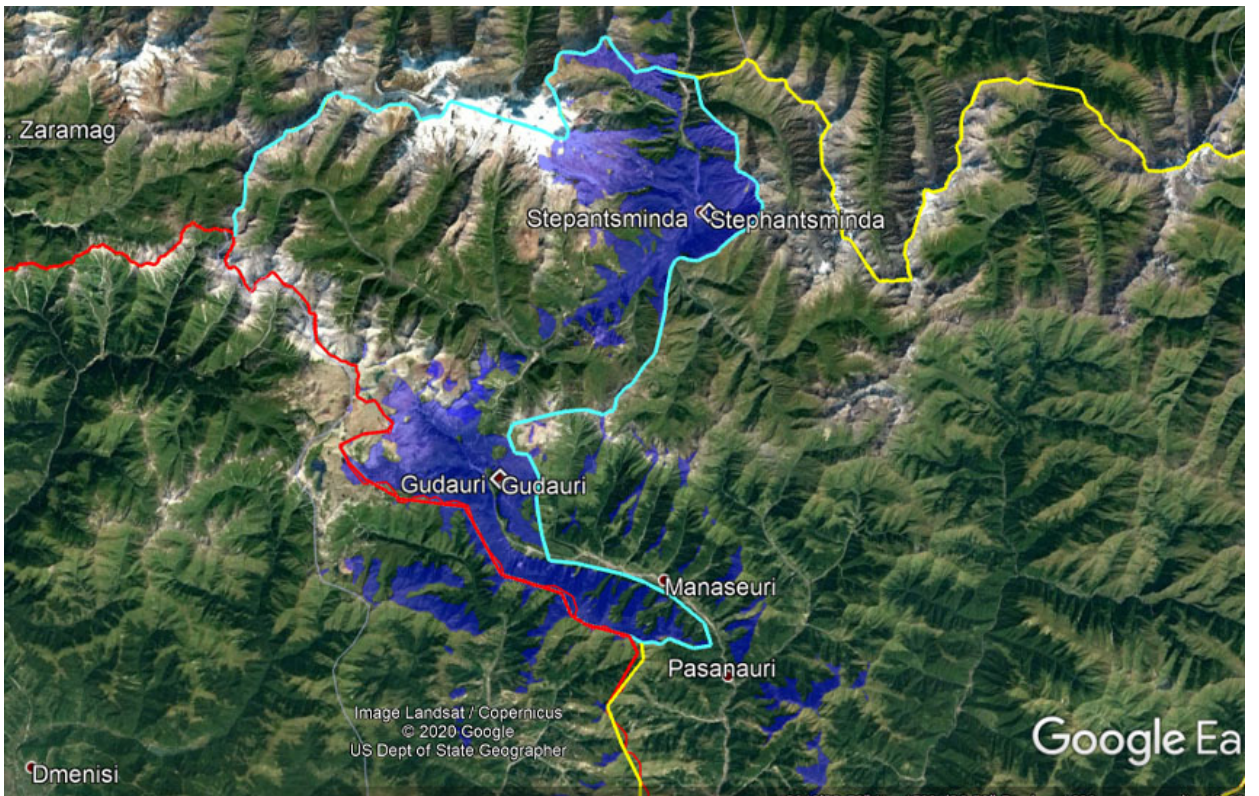 . Zaramag
Stepantsminda
Stephantsminda
Gudauri
Gudauri
Manaseuri
Pasanauri
Image Landsat / Copernicus
© 2020 Google
US Dept of State Geographer
Google Ea
Dmenisi